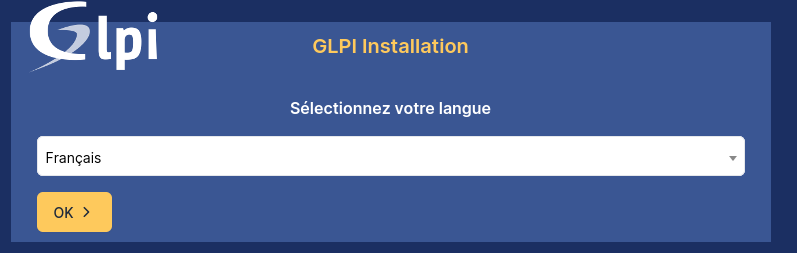 Glpi
GLPI Installation
Sélectionnez votre langue
Français
OK